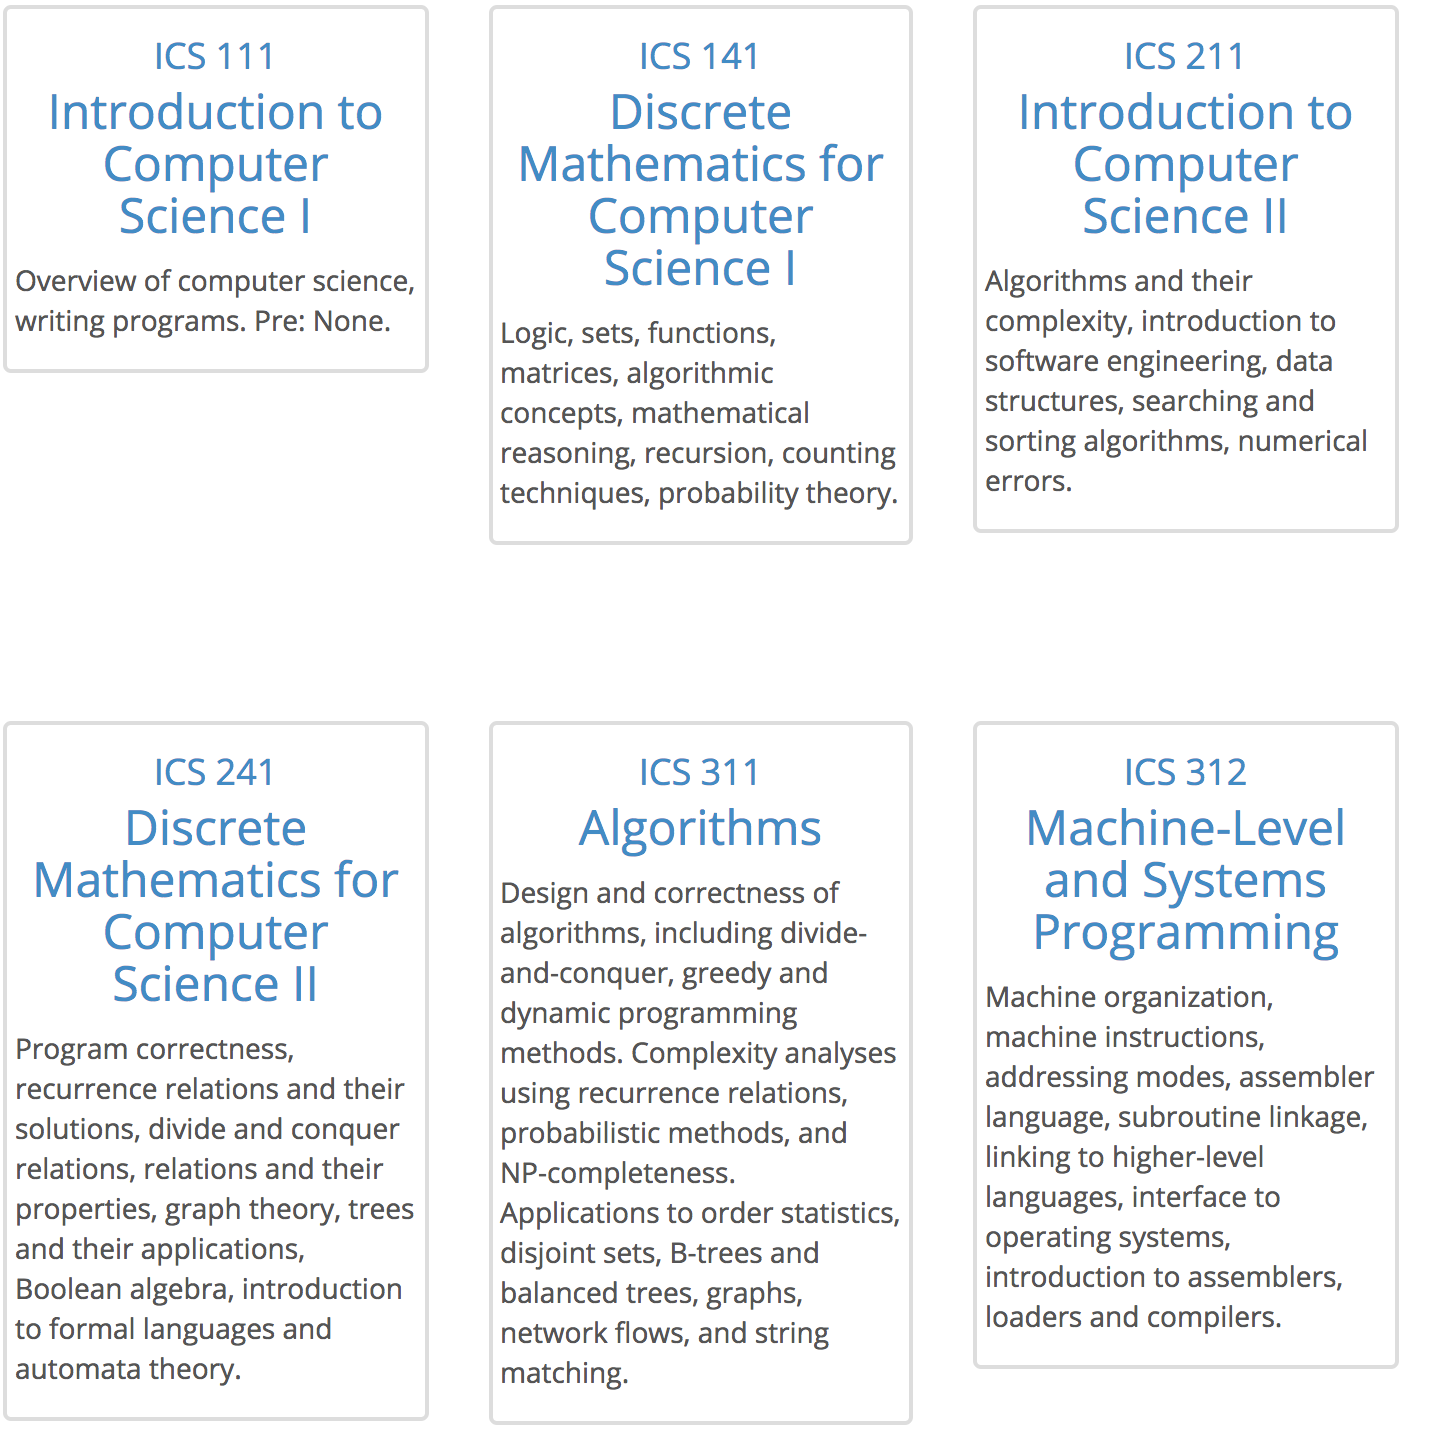 ICS 111
Introduction to
Computer
Science I
Overview of computer science,
writing programs. Pre: None.
ICS 141
Discrete
Mathematics for
Computer
Science I
Logic, sets, functions,
matrices, algorithmic
concepts, mathematical
reasoning, recursion, counting
techniques, probability theory.
ICS 211
Introduction to
Computer
Science II
Algorithms and their
complexity, introduction to
software engineering, data
structures, searching and
sorting algorithms, numerical
errors.
ICS 241
Discrete
Mathematics for
Computer
Science II
Program correctness,
recurrence relations and their
solutions, divide and conquer
relations, relations and their
properties, graph theory, trees
and their applications,
Boolean algebra, introduction
to formal languages and
automata theory.
ICS 311
Algorithms
Design and correctness of
algorithms, including divide-
and-conquer, greedy and
dynamic programming
methods. Complexity analyses
using recurrence relations,
probabilistic methods, and
NP-completeness.
Applications to order statistics,
disjoint sets, B-trees and
balanced trees, graphs,
network flows, and string
matching.
ICS 312
Machine-Level
and Systems
Programming
Machine organization,
machine instructions,
addressing modes, assembler
language, subroutine linkage,
linking to higher-level
languages, interface to
operating systems,
introduction to assemblers,
loaders and compilers.